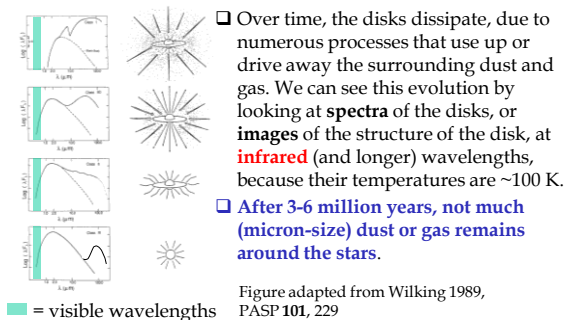 ❑ Over time, the disks dissipate, due to
numerous processes that use up or
drive away the surrounding dust and
gas. We can see this evolution by
looking at spectra of the disks, or
images of the structure of the disk, at
infrared (and longer) wavelengths,
because their temperatures are ~100 K.
❑ After 3-6 million years, not much
(micron-size) dust or gas remains
around the stars.
Figure adapted from Wilking 1989,
PASP 101, 229
= visible wavelengths